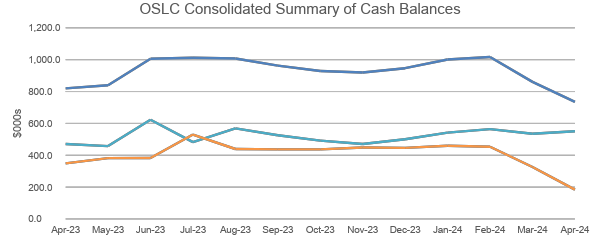 OSLC Consolidated Summary of Cash Balances
1,200.0
1,000.0
800.0
600.0
400.0
200.0
0.0
$000s
Apr-23 May-23 Jun-23 Jul-23 Aug-23 Sep-23 Oct-23 Nov-23 Dec-23 Jan-24 Feb-24 Mar-24 Apr-24